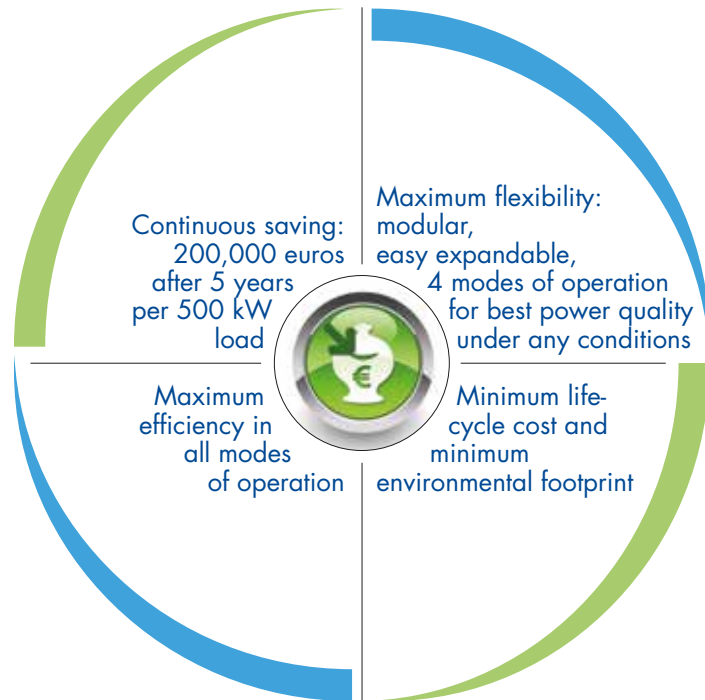 Continuous saving:
200,000 euros
after 5 years
per 500 kW
load
Maximum flexibility:
modular,
easy expandable,
4 modes of operation
for best power quality
under any conditions
€
Maximum
efficiency in
all modes
of operation
Minimum life-
cycle cost and
minimum
environmental footprint